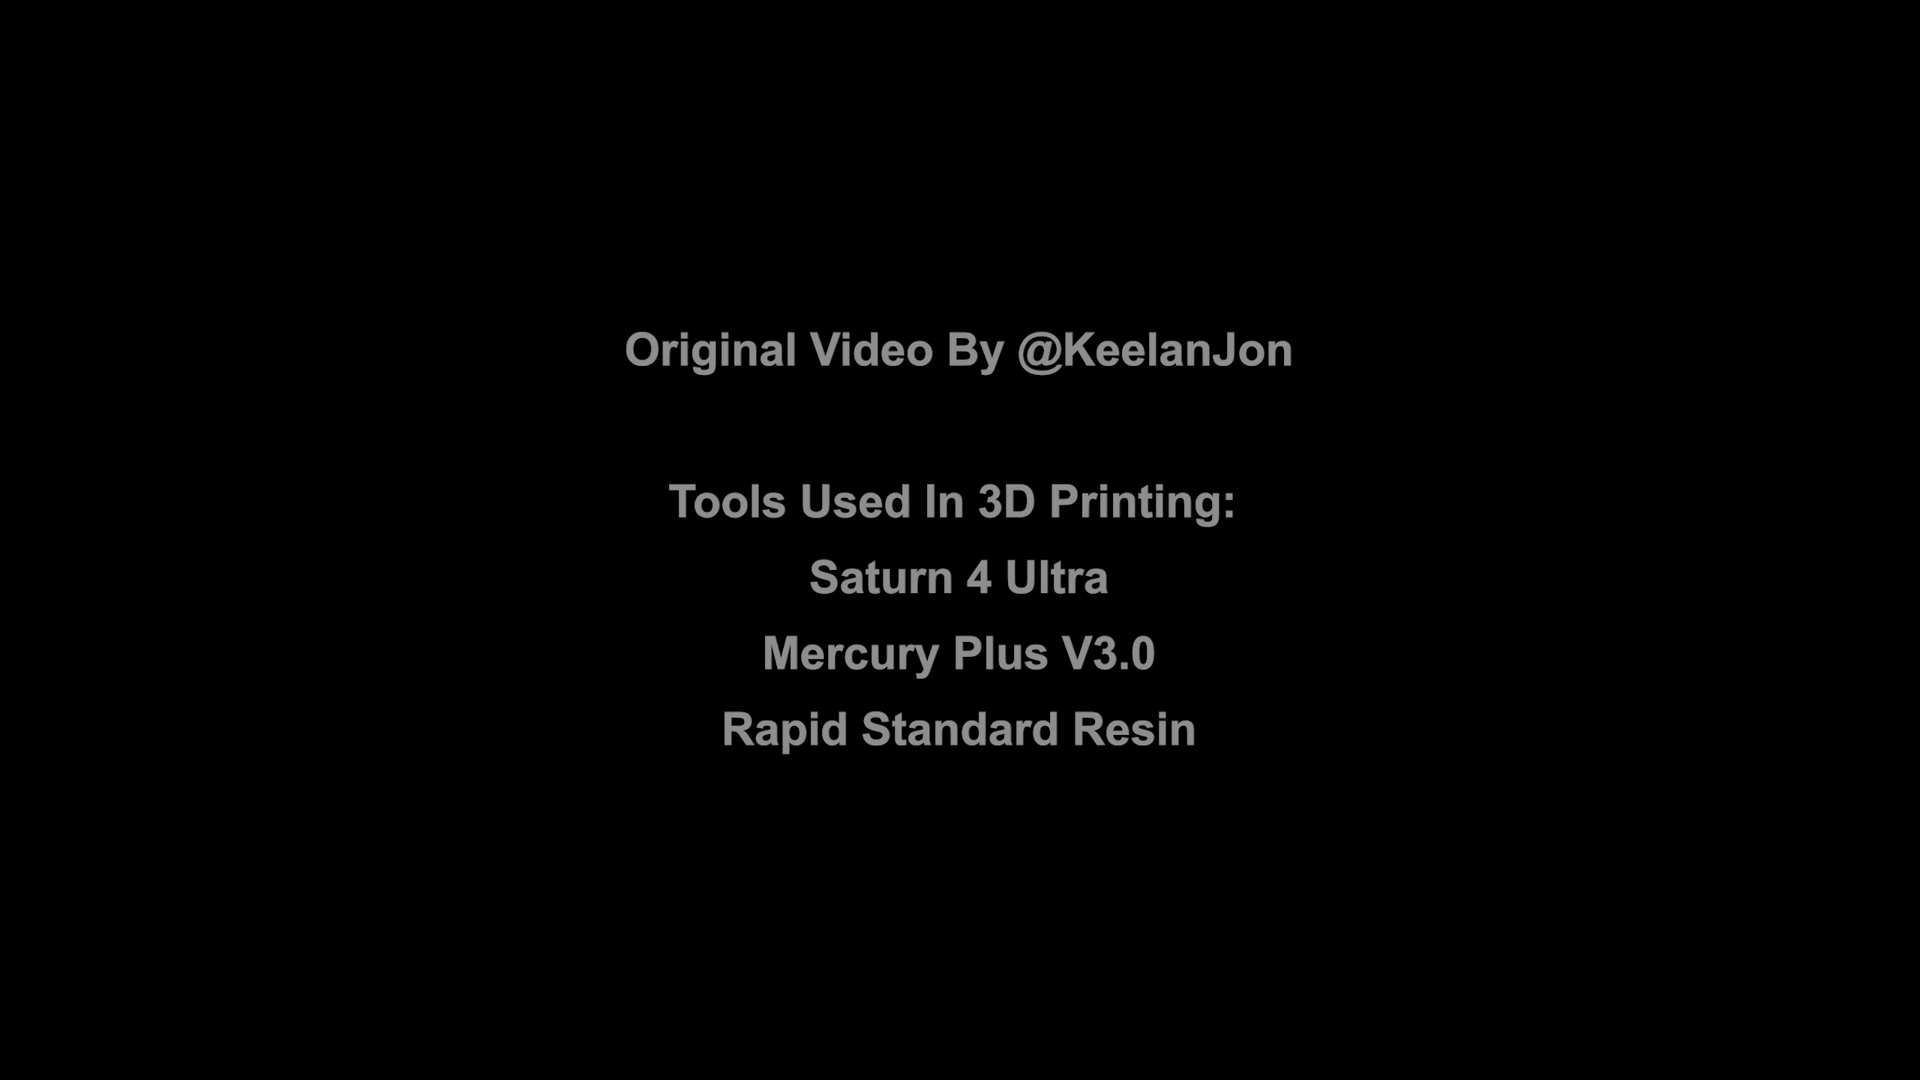 Original Video By @KeelanJon
Tools Used In 3D Printing:
Saturn 4 Ultra
Mercury Plus V3.0
Rapid Standard Resin